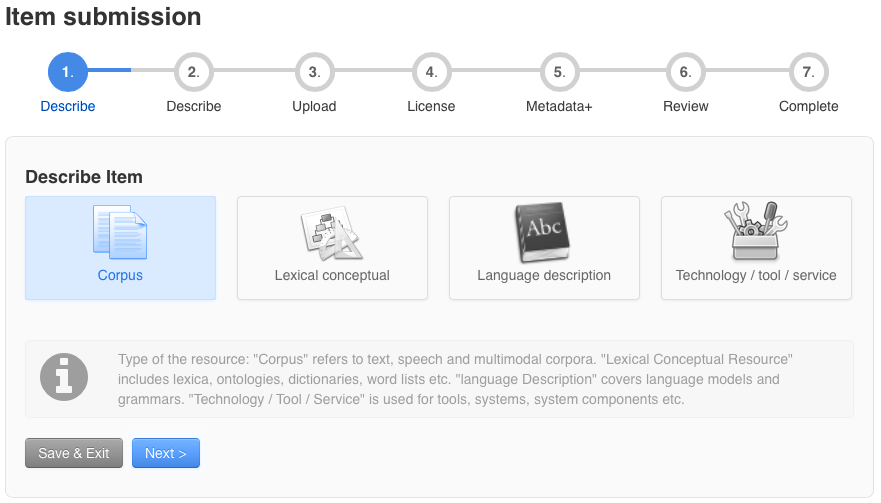 Item submission
1. 2. 3. 4. 5. 6. 7.
Describe Describe Upload License Metadata+ Review Complete
Describe Item
Abc
Corpus Lexical conceptual Language description Technology / tool / service
Type of the resource: "Corpus" refers to text, speech and multimodal corpora. "Lexical Conceptual Resource"
includes lexica, ontologies, dictionaries, word lists etc. "language Description" covers language models and
grammars. "Technology / Tool / Service" is used for tools, systems, system components etc.
Save & Exit Next >